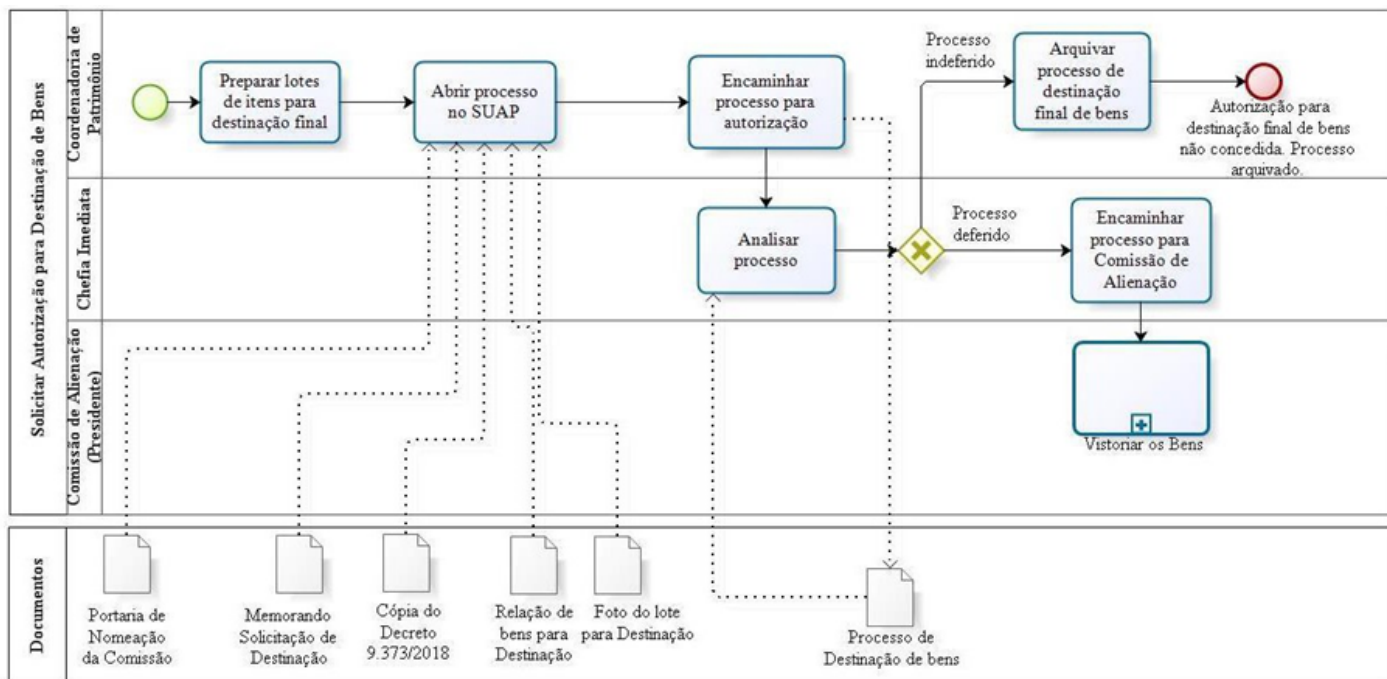 Solicitar Autorização para Destinação de Bens
Coordenadoria de
Patrimônio
Preparar lotes
de itens para
destinação final
Abrir processo
no SUAP
Encaminhar
processo para
autorização
Processo
indeferido
Arquivar
processo de
destinação
final de bens
Autorização para
destinação final de bens
não concedida. Processo
arquivado.
Chefia Imediata
Analisar
processo
Processo
deferido
Encaminhar
processo para
Comissão de
Alienação
Comissão de Alienação
(Presidente)
Vistoriar os Bens
Documentos
Portaria de
Nomeação
da Comissão
Memorando
Solicitação de
Destinação
Cópia do
Decreto
9.373/2018
Relação de
bens para
Destinação
Foto do lote
para Destinação
Processo de
Destinação de bens